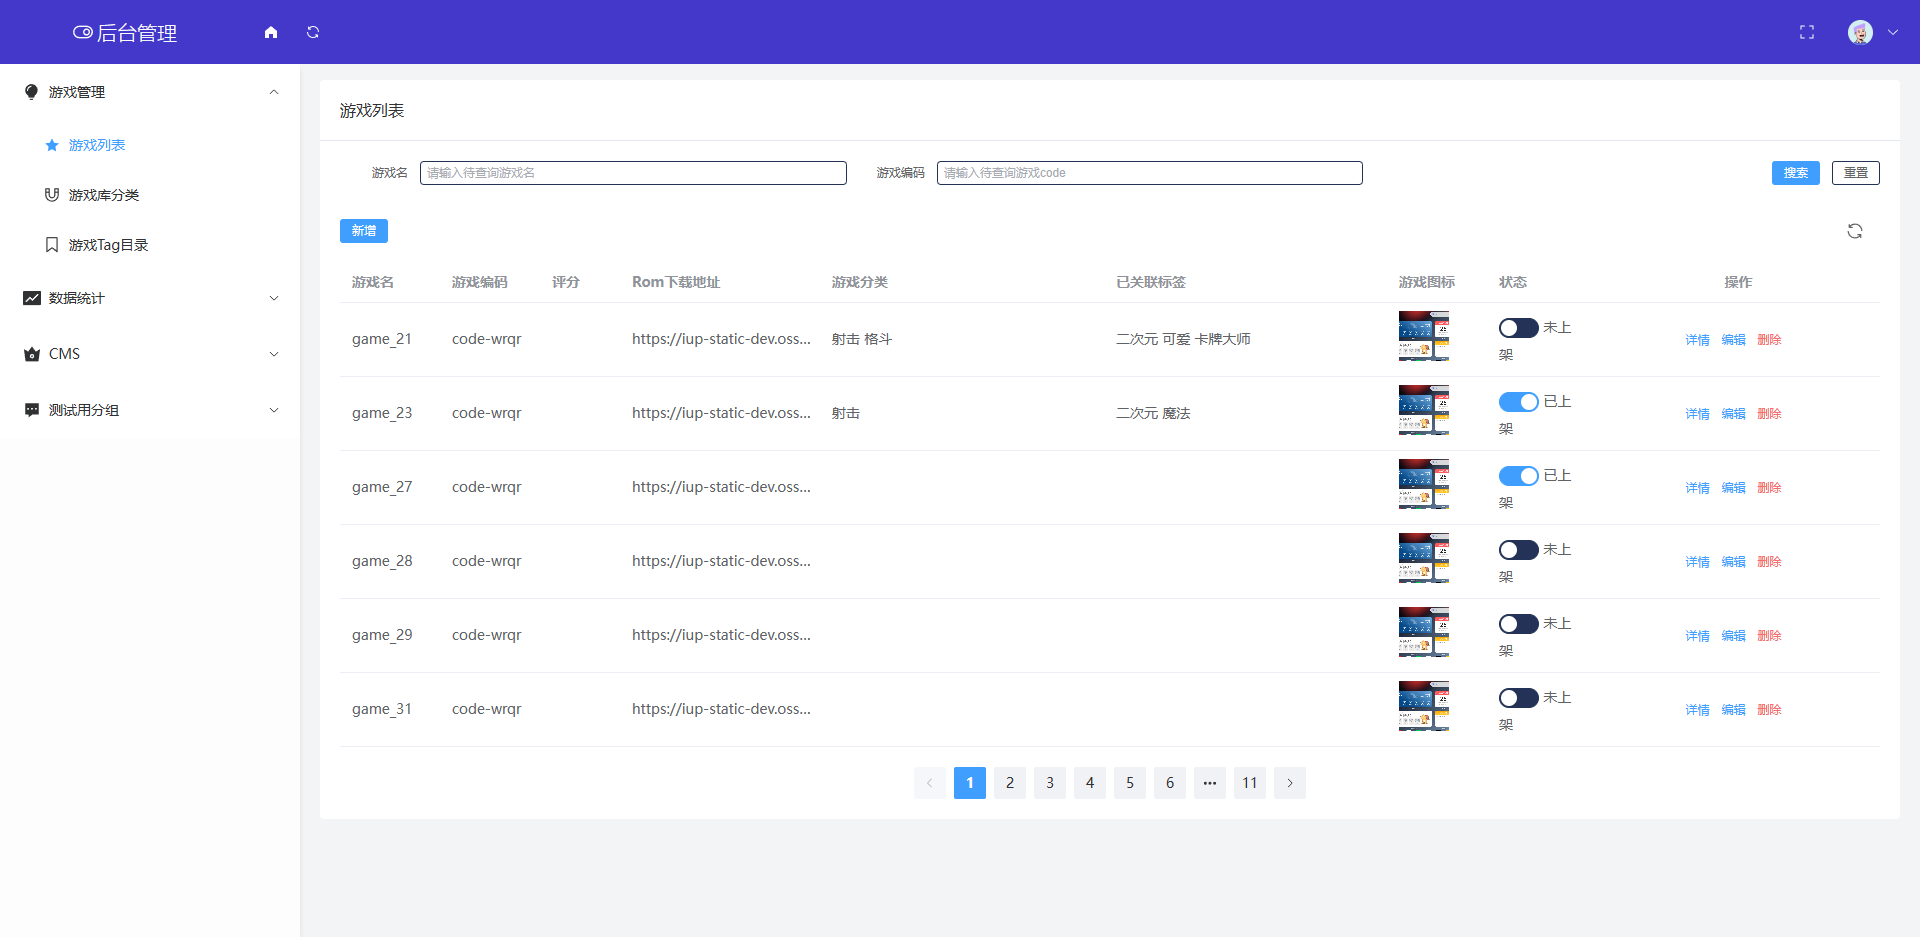 后台管理
游戏管理
游戏列表
游戏库分类
游戏Tag目录
数据统计
CMS
测试用分组
游戏列表
游戏名 请输入待查询游戏名 游戏编码 请输入待查询游戏code 搜索 重置
新增
游戏名 游戏编码 评分 Rom下载地址 游戏分类 已关联标签 游戏图标 状态 操作
game_21 code-wrqr https://iup-static-dev.oss... 射击 格斗 二次元 可爱 卡牌大师 未上架 详情 编辑 删除
game_23 code-wrqr https://iup-static-dev.oss... 射击 二次元 魔法 已上架 详情 编辑 删除
game_27 code-wrqr https://iup-static-dev.oss... 已上架 详情 编辑 删除
game_28 code-wrqr https://iup-static-dev.oss... 未上架 详情 编辑 删除
game_29 code-wrqr https://iup-static-dev.oss... 未上架 详情 编辑 删除
game_31 code-wrqr https://iup-static-dev.oss... 未上架 详情 编辑 删除
1 2 3 4 5 6 ••• 11